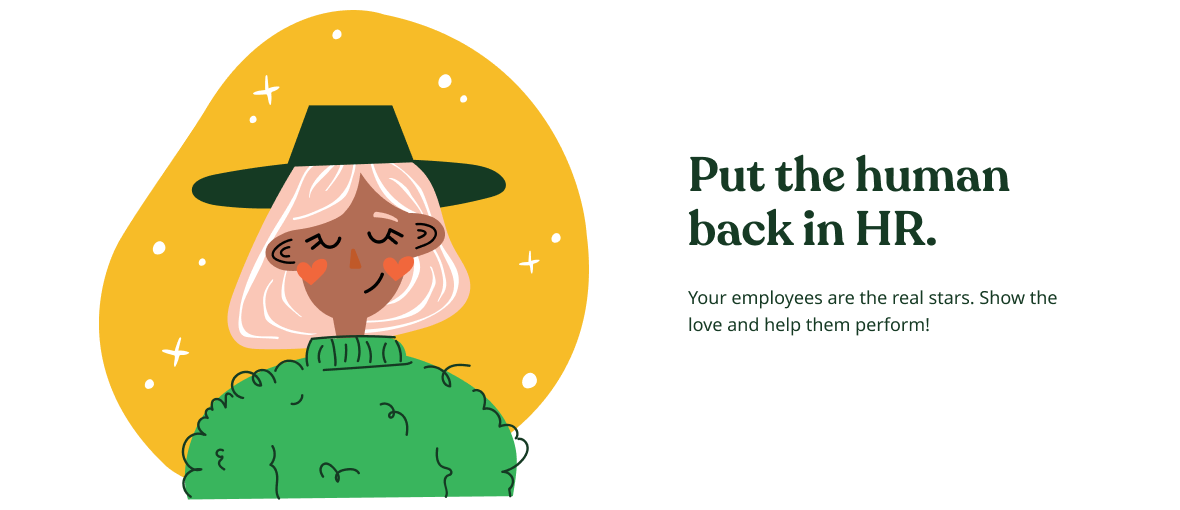 Put the human
back in HR.
Your employees are the real stars. Show the
love and help them perform!